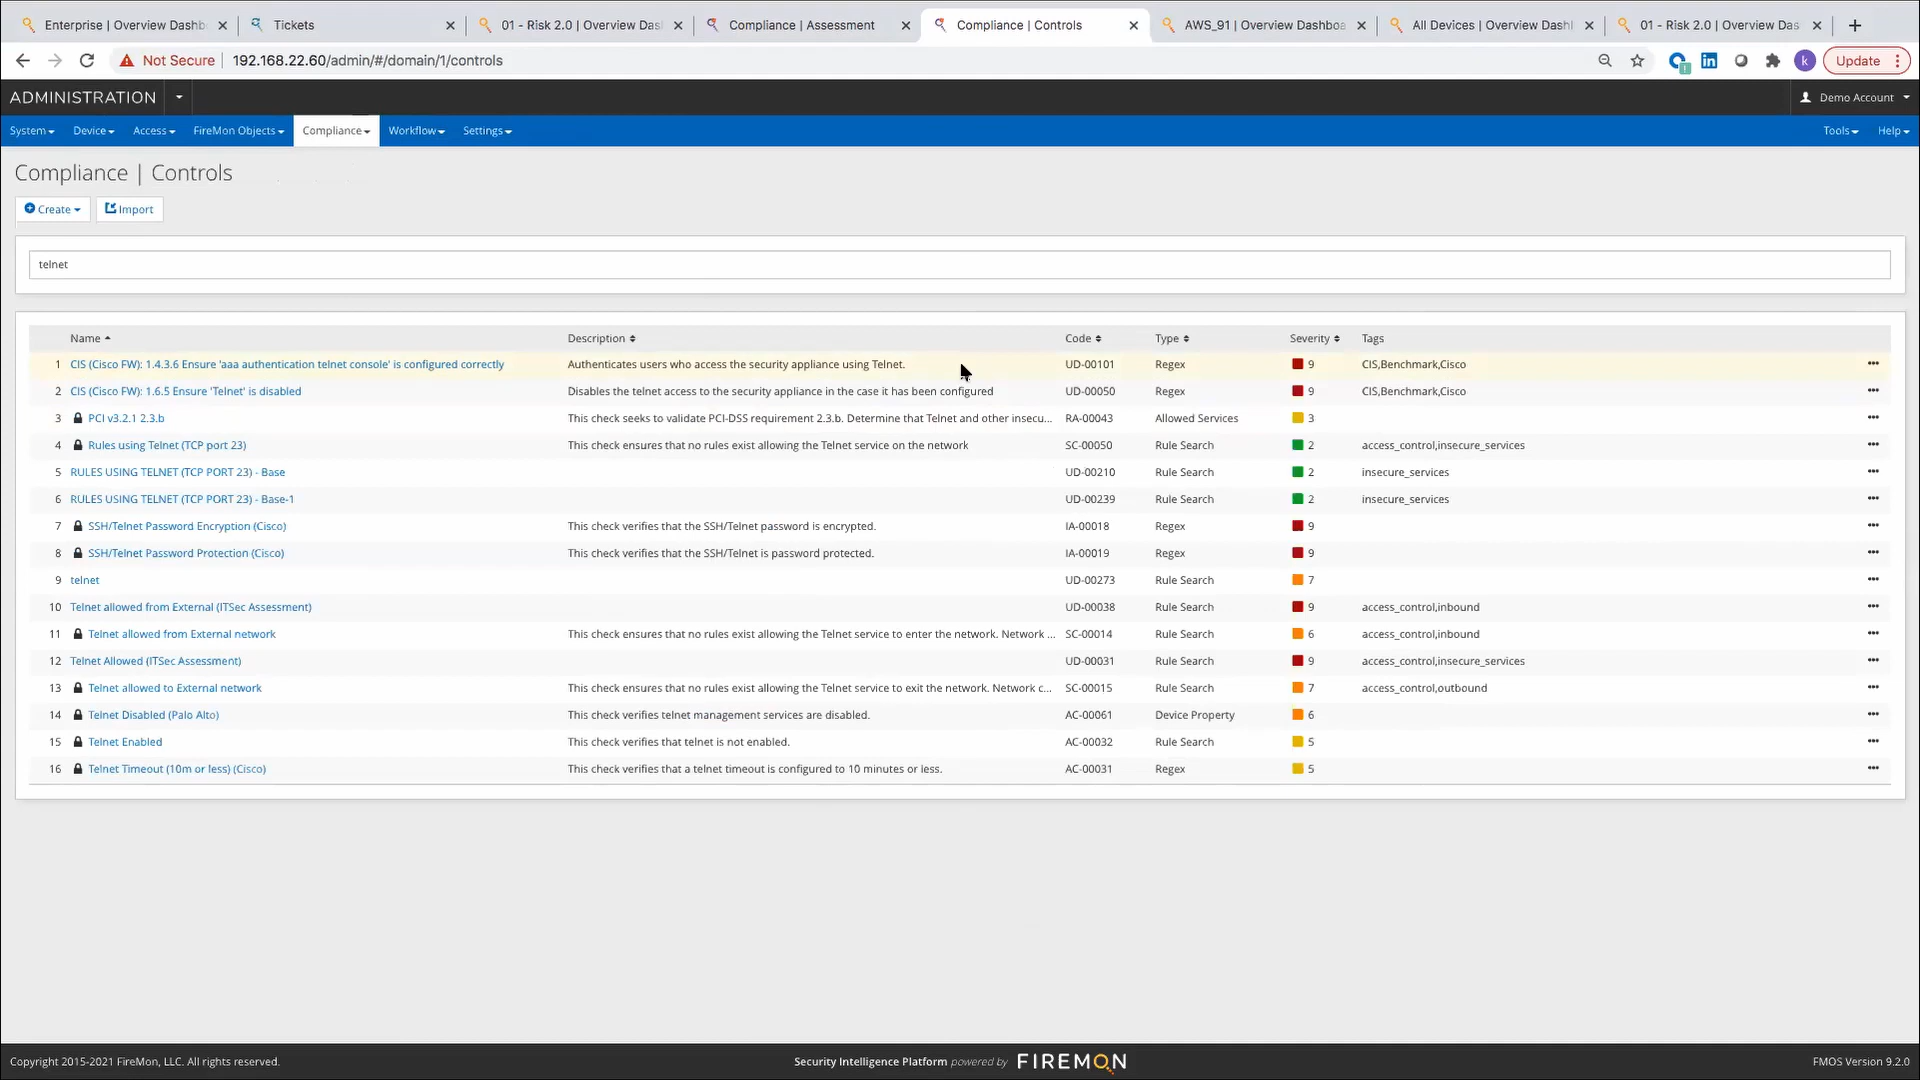 Enterprise | Overview Dashb
Tickets
01 - Risk 2.0 | Overview Das
Compliance | Assessment
Compliance | Controls
AWS_91 | Overview Dashboa
All Devices | Overview Dash
01 - Risk 2.0 | Overview Das
Not Secure
192.168.22.60/admin/#/domain/1/controls
k
Update
ADMINISTRATION
Demo Account
System
Device
Access
FireMon Objects
Compliance
Workflow
Settings
Tools
Help
Compliance | Controls
Create
Import
telnet
Name Description Code Type Severity Tags
1 CIS (Cisco FW): 1.4.3.6 Ensure 'aaa authentication telnet console' is configured correctly Authenticates users who access the security appliance using Telnet. UD-00101 Regex 9 CIS,Benchmark,Cisco •••
2 CIS (Cisco FW): 1.6.5 Ensure 'Telnet' is disabled Disables the telnet access to the security appliance in the case it has been configured UD-00050 Regex 9 CIS,Benchmark,Cisco •••
3 PCI v3.2.1 2.3.b This check seeks to validate PCI-DSS requirement 2.3.b. Determine that Telnet and other insecu... RA-00043 Allowed Services 3 •••
4 Rules using Telnet (TCP port 23) This check ensures that no rules exist allowing the Telnet service on the network SC-00050 Rule Search 2 access_control,insecure_services •••
5 RULES USING TELNET (TCP PORT 23) - Base UD-00210 Rule Search 2 insecure_services •••
6 RULES USING TELNET (TCP PORT 23) - Base-1 UD-00239 Rule Search 2 insecure_services •••
7 SSH/Telnet Password Encryption (Cisco) This check verifies that the SSH/Telnet password is encrypted. IA-00018 Regex 9 •••
8 SSH/Telnet Password Protection (Cisco) This check verifies that the SSH/Telnet is password protected. IA-00019 Regex 9 •••
9 telnet UD-00273 Rule Search 7 •••
10 Telnet allowed from External (ITSec Assessment) UD-00038 Rule Search 9 access_control,inbound •••
11 Telnet allowed from External network This check ensures that no rules exist allowing the Telnet service to enter the network. Network ... SC-00014 Rule Search 6 access_control,inbound •••
12 Telnet Allowed (ITSec Assessment) UD-00031 Rule Search 9 access_control,insecure_services •••
13 Telnet allowed to External network This check ensures that no rules exist allowing the Telnet service to exit the network. Network c... SC-00015 Rule Search 7 access_control,outbound •••
14 Telnet Disabled (Palo Alto) This check verifies telnet management services are disabled. AC-00061 Device Property 6 •••
15 Telnet Enabled This check verifies that telnet is not enabled. AC-00032 Rule Search 5 •••
16 Telnet Timeout (10m or less) (Cisco) This check verifies that a telnet timeout is configured to 10 minutes or less. AC-00031 Regex 5 •••
Copyright 2015-2021 FireMon, LLC. All rights reserved.
Security Intelligence Platform powered by FIREMON
FMOS Version 9.2.0